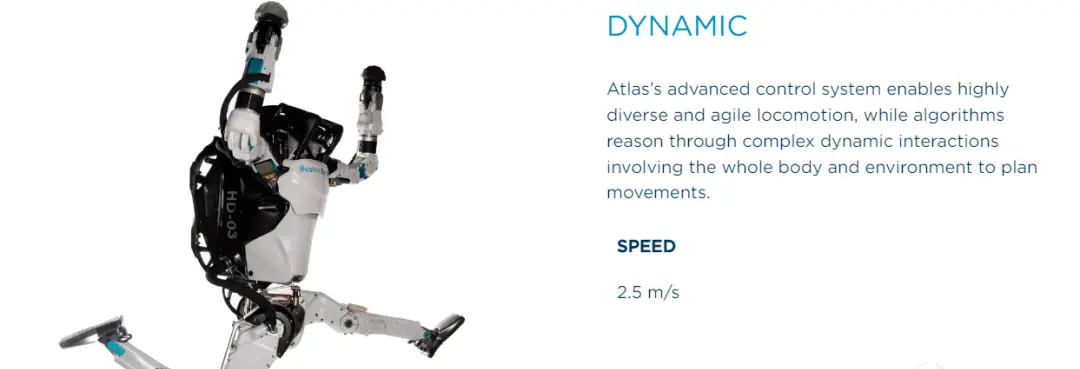 DYNAMIC
Atlas’s advanced control system enables highly
diverse and agile locomotion, while algorithms
reason through complex dynamic interactions
involving the whole body and environment to plan
movements.
SPEED
2.5 m/s
Boston
HD-03